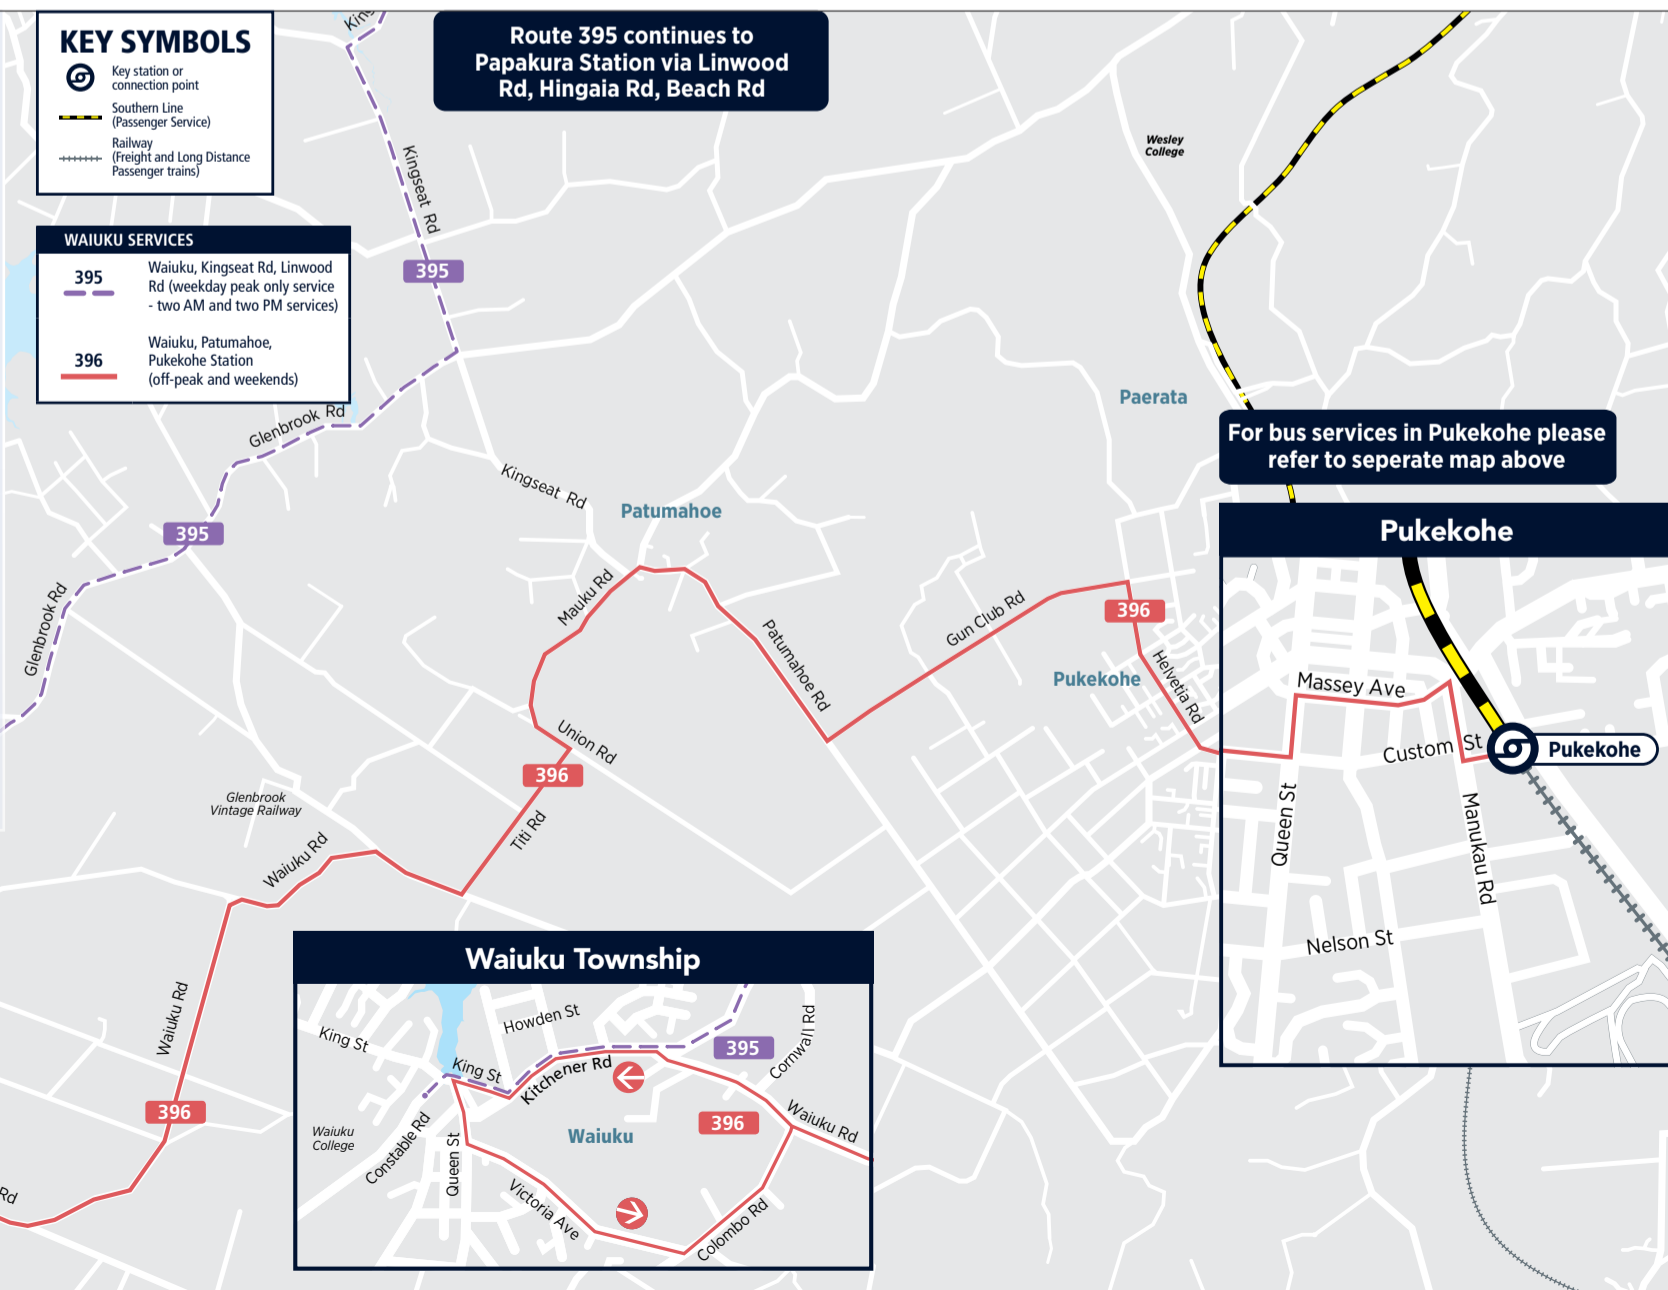 KEY SYMBOLS
Key station or
connection point
Southern Line
(Passenger Service)
Railway
(Freight and Long Distance
Passenger trains)
Route 395 continues to
Papakura Station via Linwood
Rd, Hingaia Rd, Beach Rd
King
Kingseat Rd
395
Wesley
College
WAIUKU SERVICES
395
Waiuku, Kingseat Rd, Linwood
Rd (weekday peak only service
- two AM and two PM services)
396
Waiuku, Patumahoe,
Pukekohe Station
(off-peak and weekends)
Glenbrook Rd
Paerata
For bus services in Pukekohe please
refer to seperate map above
Kingseat Rd
Patumahoe
395
Glenbrook Rd
Mauku Rd
Patumahoe Rd
Gun Club Rd
396
Pukekohe
Helvetia Rd
Union Rd
396
Titi Rd
Glenbrook
Vintage Railway
Waiuku Rd
Waiuku Rd
396
Rd
Pukekohe
Massey Ave
Custom St
Pukekohe
Queen St
Manukau Rd
Nelson St
Waiuku Township
King St
Howden St
King St
Kitchener Rd
395
Cornwall Rd
396
Waiuku Rd
Waiuku
Waiuku
College
Constable Rd
Queen St
Victoria Ave
Colombo Rd